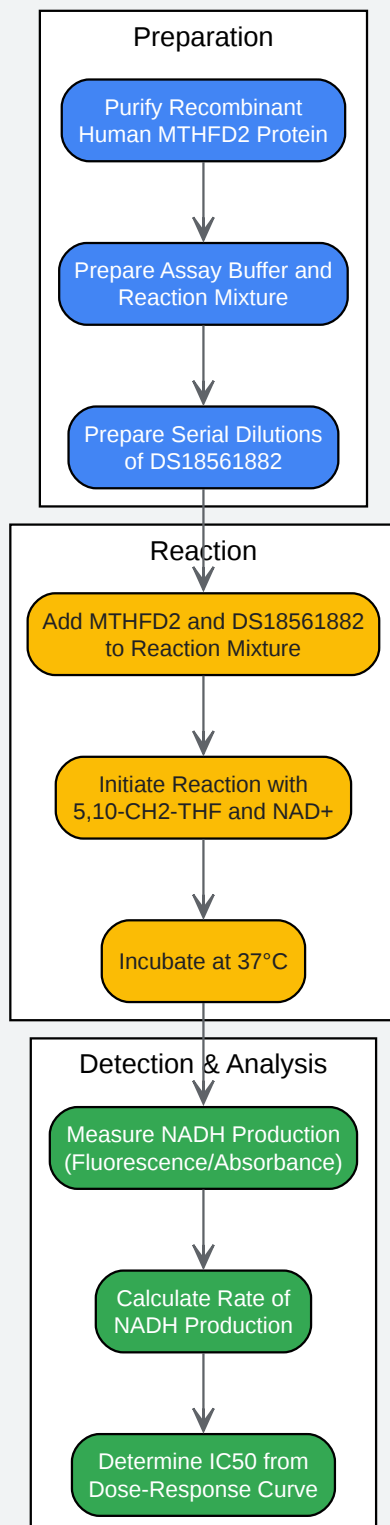 Preparation
Purify Recombinant
Human MTHFD2 Protein
Prepare Assay Buffer and
Reaction Mixture
Prepare Serial Dilutions
of DS18561882
Reaction
Add MTHFD2 and DS18561882
to Reaction Mixture
Initiate Reaction with
5,10-CH2-THF and NAD+
Incubate at 37°C
Detection & Analysis
Measure NADH Production
(Fluorescence/Absorbance)
Calculate Rate of
NADH Production
Determine IC50 from
Dose-Response Curve